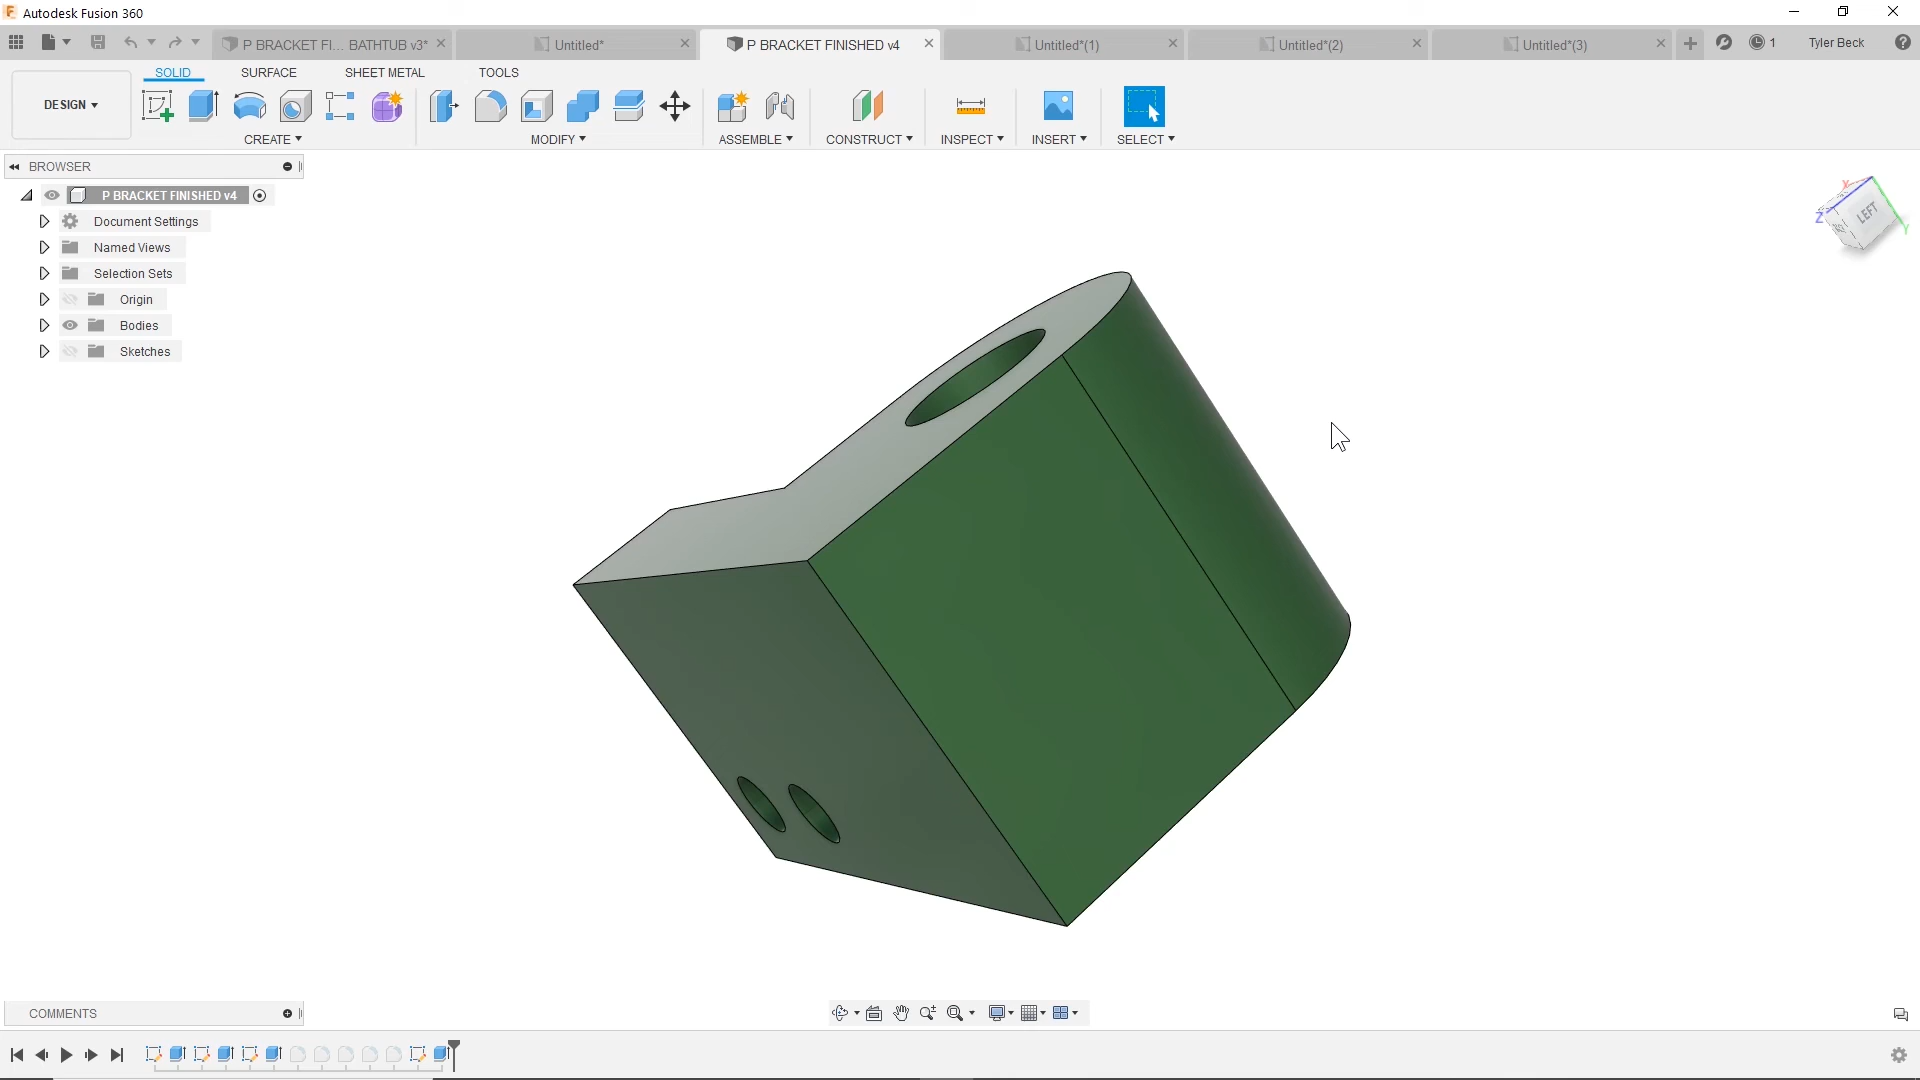 Autodesk Fusion 360
P BRACKET FI... BATHTUB v3*
Untitled*
P BRACKET FINISHED v4
Untitled*(1)
Untitled*(2)
Untitled*(3)
1
Tyler Beck
DESIGN
SOLID
SURFACE
SHEET METAL
TOOLS
CREATE
MODIFY
ASSEMBLE
CONSTRUCT
INSPECT
INSERT
SELECT
BROWSER
P BRACKET FINISHED v4
Document Settings
Named Views
Selection Sets
Origin
Bodies
Sketches
X
Z
Y
LEFT
COMMENTS